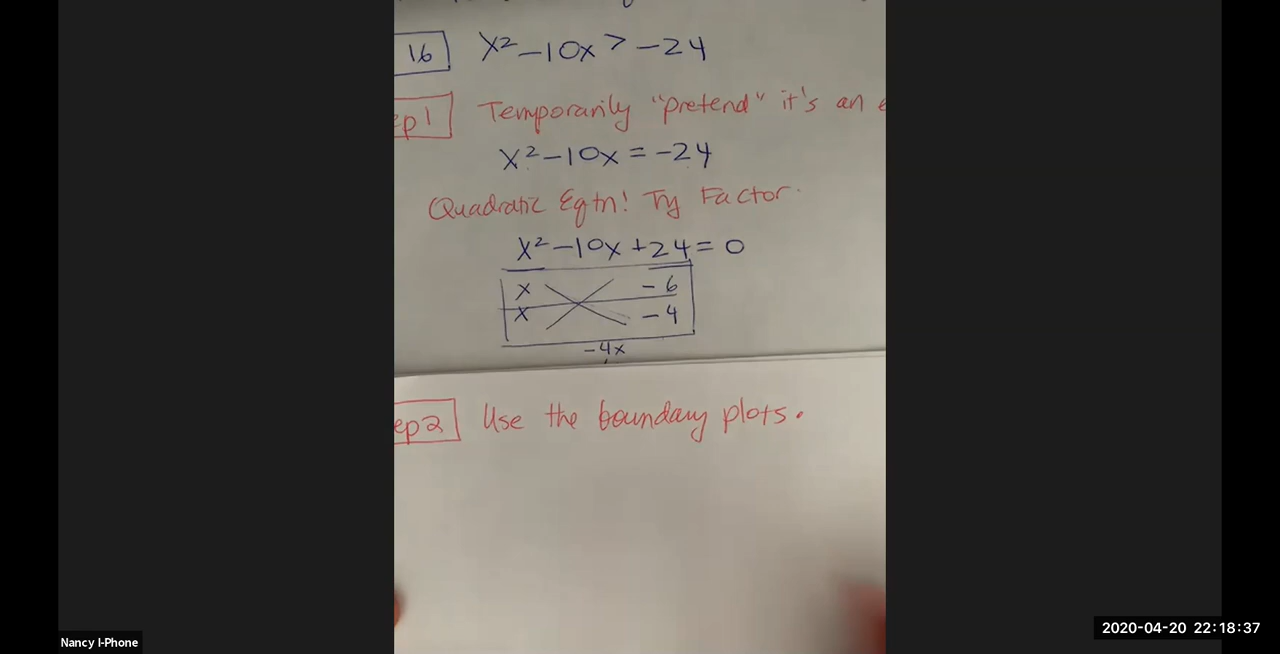 16 x² -10x > -24
ep1 Temporarily "pretend" it's an e
x² -10x = -24
Quadratic Eqtn! Try Factor.
x² -10x +24 = 0
x -6
x -4
-4x
ep2 Use the boundary plots.
Nancy I-Phone
2020-04-20 22:18:37